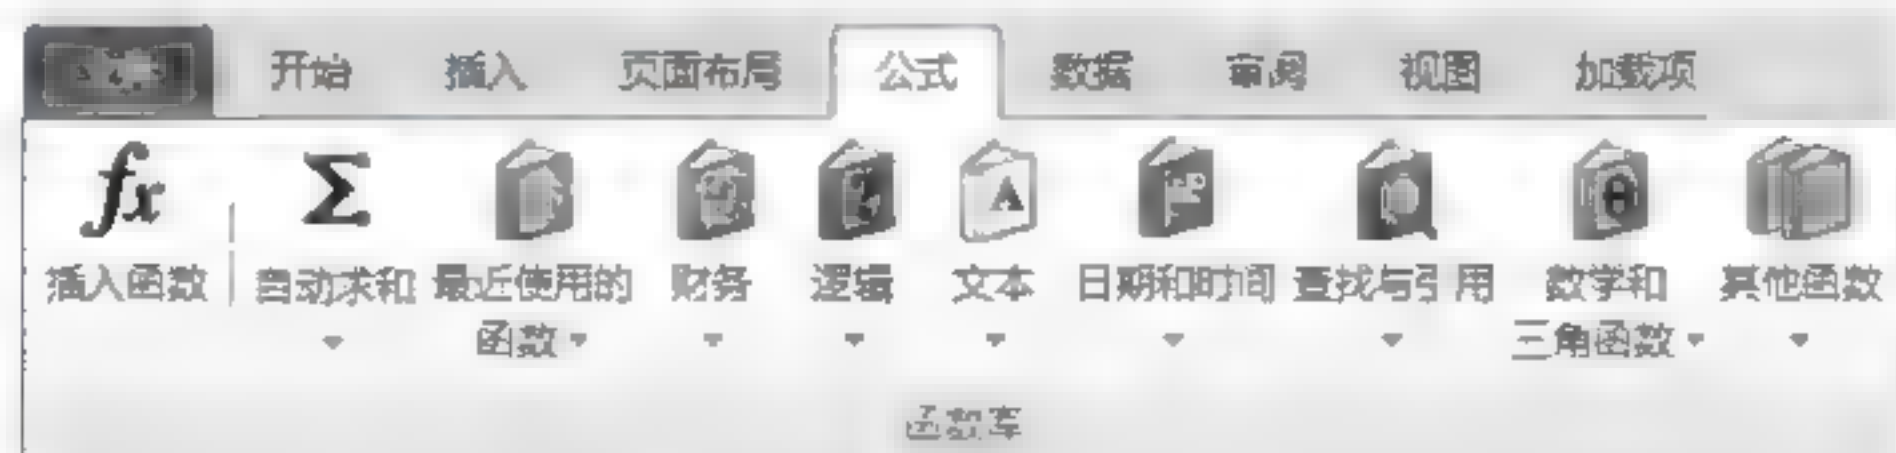 开始 插入 页面布局 公式 数据 审阅 视图 加载项
fx Σ A θ
插入函数 自动求和 最近使用的 财务 逻辑 文本 日期和时间 查找与引用 数学和 其他函数
函数 三角函数
函数库